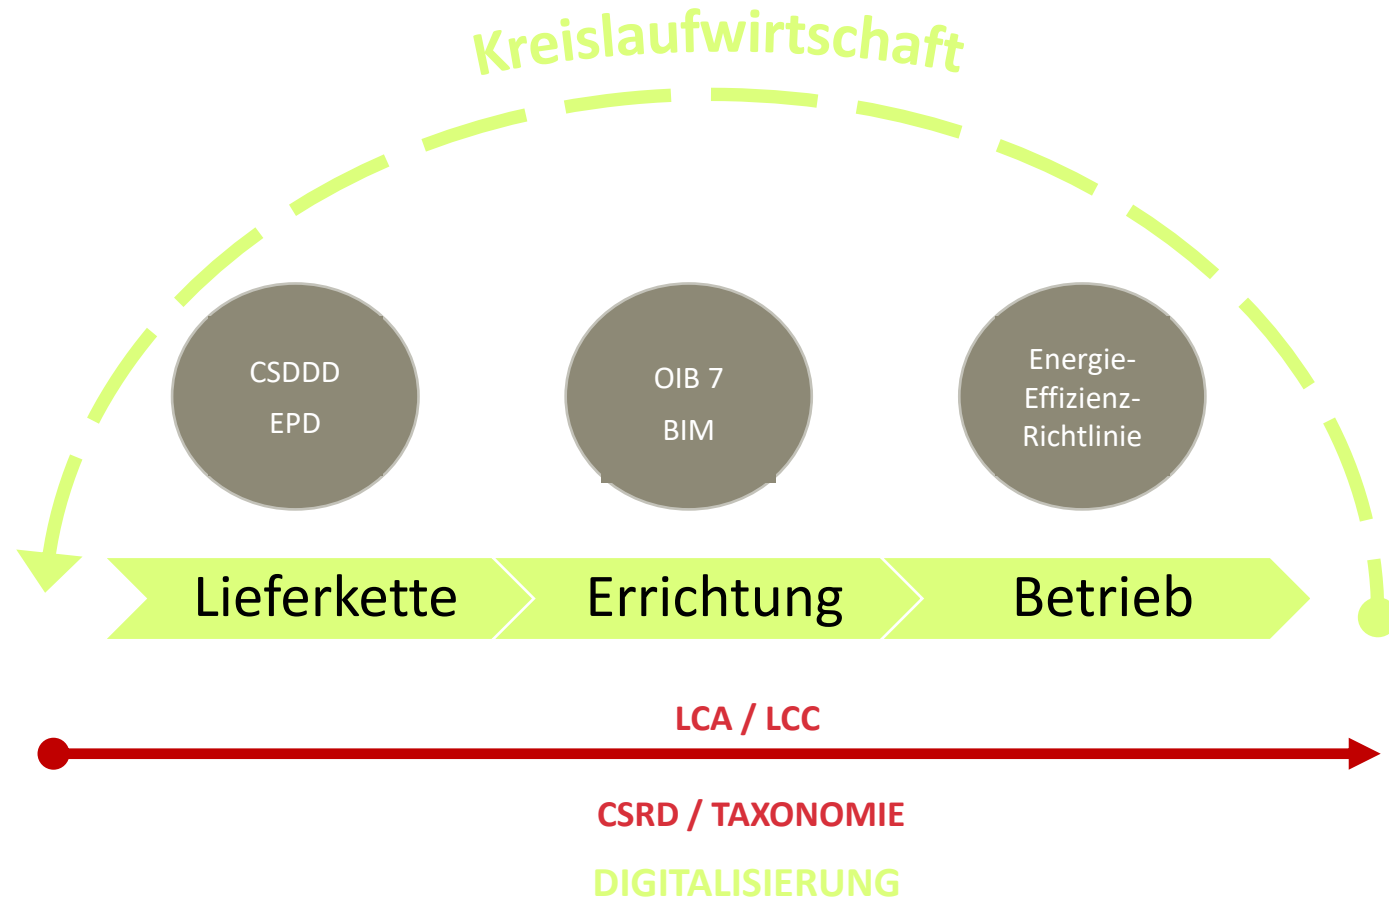 Kreislaufwirtschaft
CSDDD
EPD
OIB 7
BIM
Energie-
Effizienz-
Richtlinie
Lieferkette
Errichtung
Betrieb
LCA / LCC
CSRD / TAXONOMIE
DIGITALISIERUNG